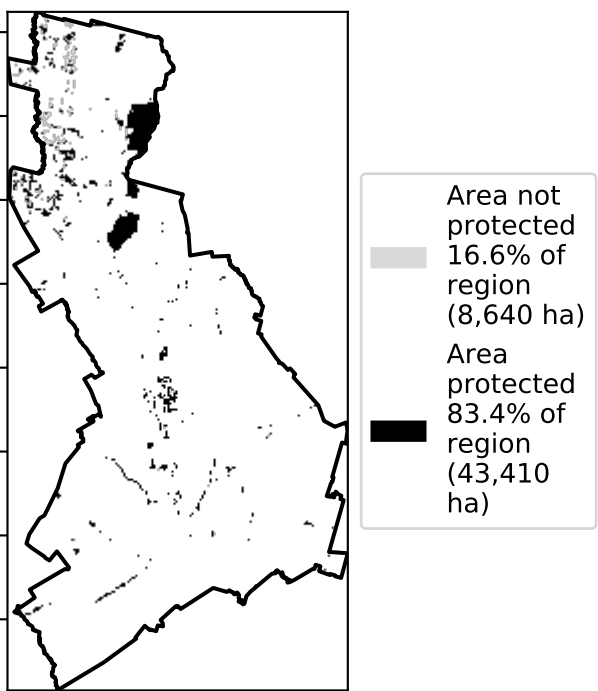 Area not
protected
16.6% of
region
(8,640 ha)
Area
protected
83.4% of
region
(43,410
ha)